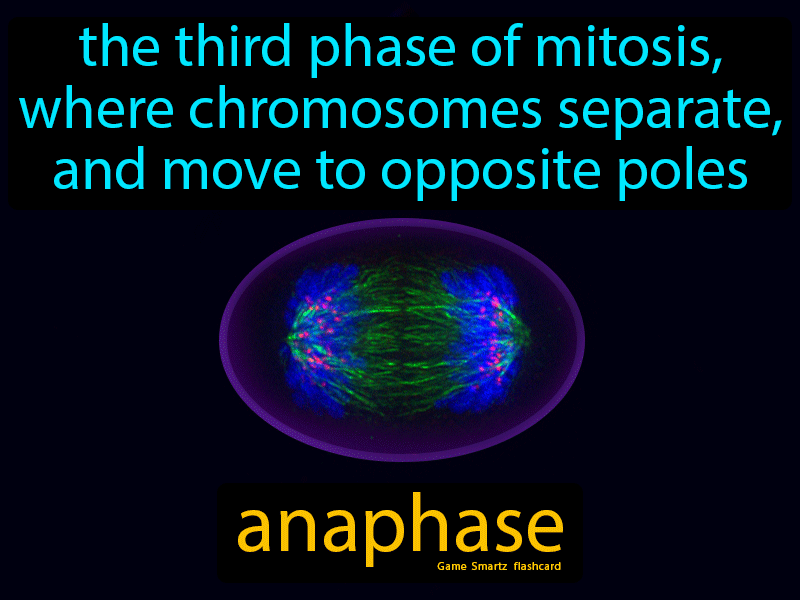 the third phase of mitosis,
where chromosomes separate,
and move to opposite poles
anaphase
Game Smartz flashcard